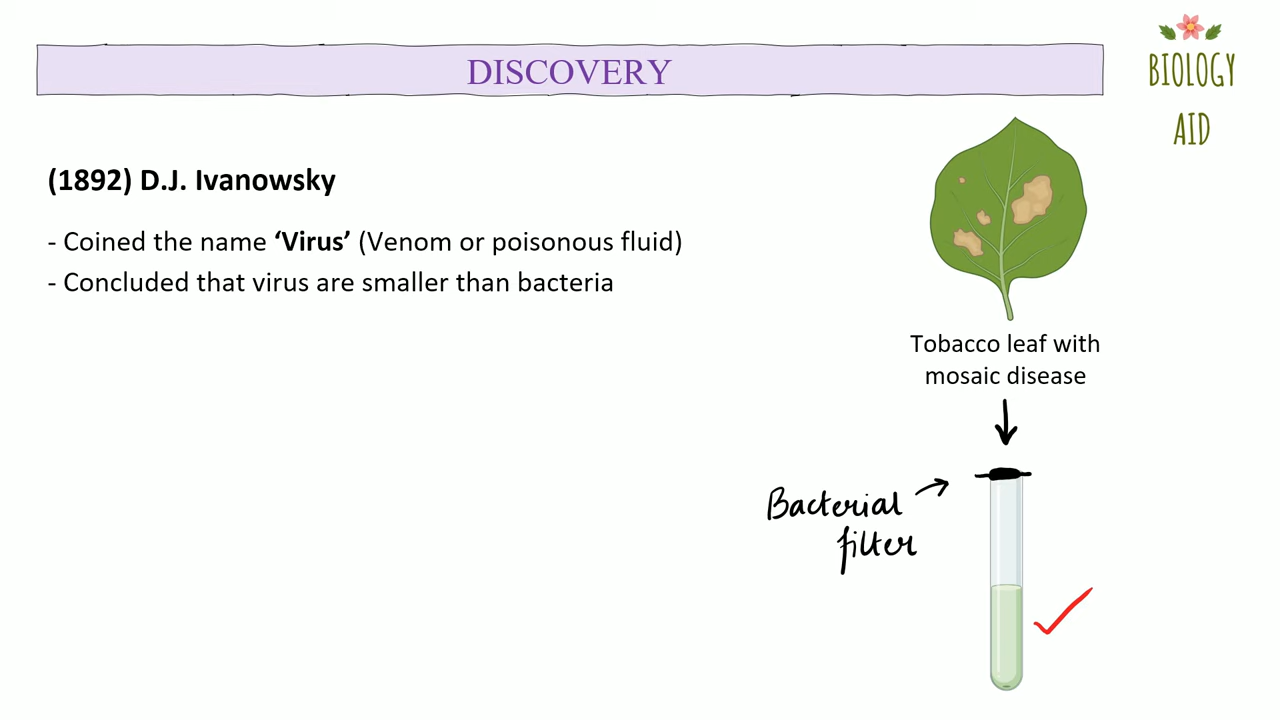 DISCOVERY
BIOLOGY
AID
(1892) D.J. Ivanowsky
- Coined the name ‘Virus’ (Venom or poisonous fluid)
- Concluded that virus are smaller than bacteria
Tobacco leaf with
mosaic disease
Bacterial
filter